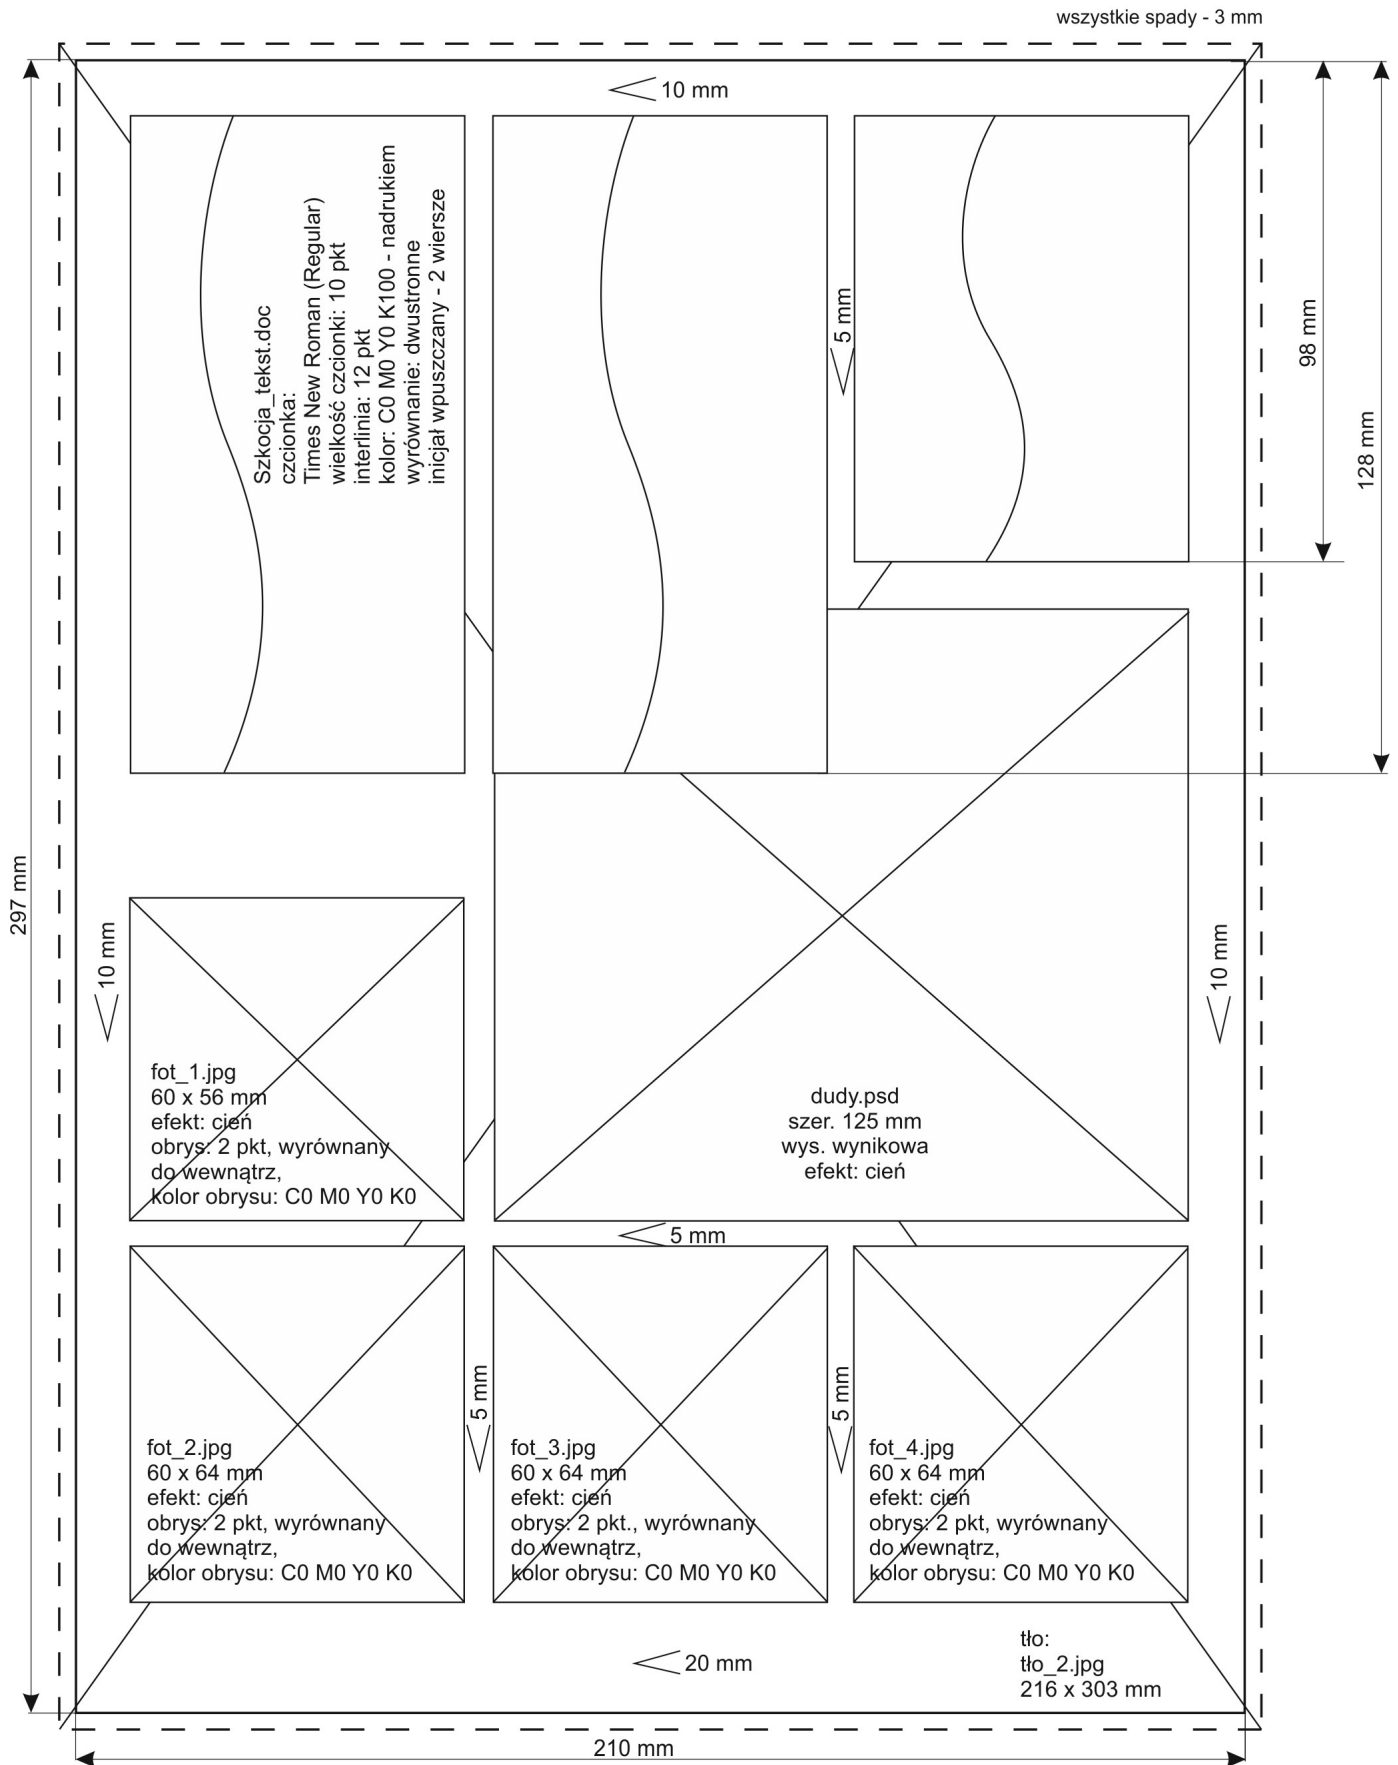 wszystkie spady - 3 mm
10 mm
Szkocja_tekst.doc
czcionka:
Times New Roman (Regular)
wielkość czcionki: 10 pkt
interlinia: 12 pkt
kolor: C0 M0 Y0 K100 - nadrukiem
wyrównanie: dwustronne
inicjał wpuszczany - 2 wiersze
5 mm
98 mm
128 mm
297 mm
10 mm
10 mm
fot_1.jpg
60 x 56 mm
efekt: cień
obrys: 2 pkt, wyrównany
do wewnątrz,
kolor obrysu: C0 M0 Y0 K0
dudy.psd
szer. 125 mm
wys. wynikowa
efekt: cień
5 mm
fot_2.jpg
60 x 64 mm
efekt: cień
obrys: 2 pkt, wyrównany
do wewnątrz,
kolor obrysu: C0 M0 Y0 K0
5 mm
fot_3.jpg
60 x 64 mm
efekt: cień
obrys: 2 pkt., wyrównany
do wewnątrz,
kolor obrysu: C0 M0 Y0 K0
5 mm
fot_4.jpg
60 x 64 mm
efekt: cień
obrys: 2 pkt, wyrównany
do wewnątrz,
kolor obrysu: C0 M0 Y0 K0
20 mm
tło:
tło_2.jpg
216 x 303 mm
210 mm